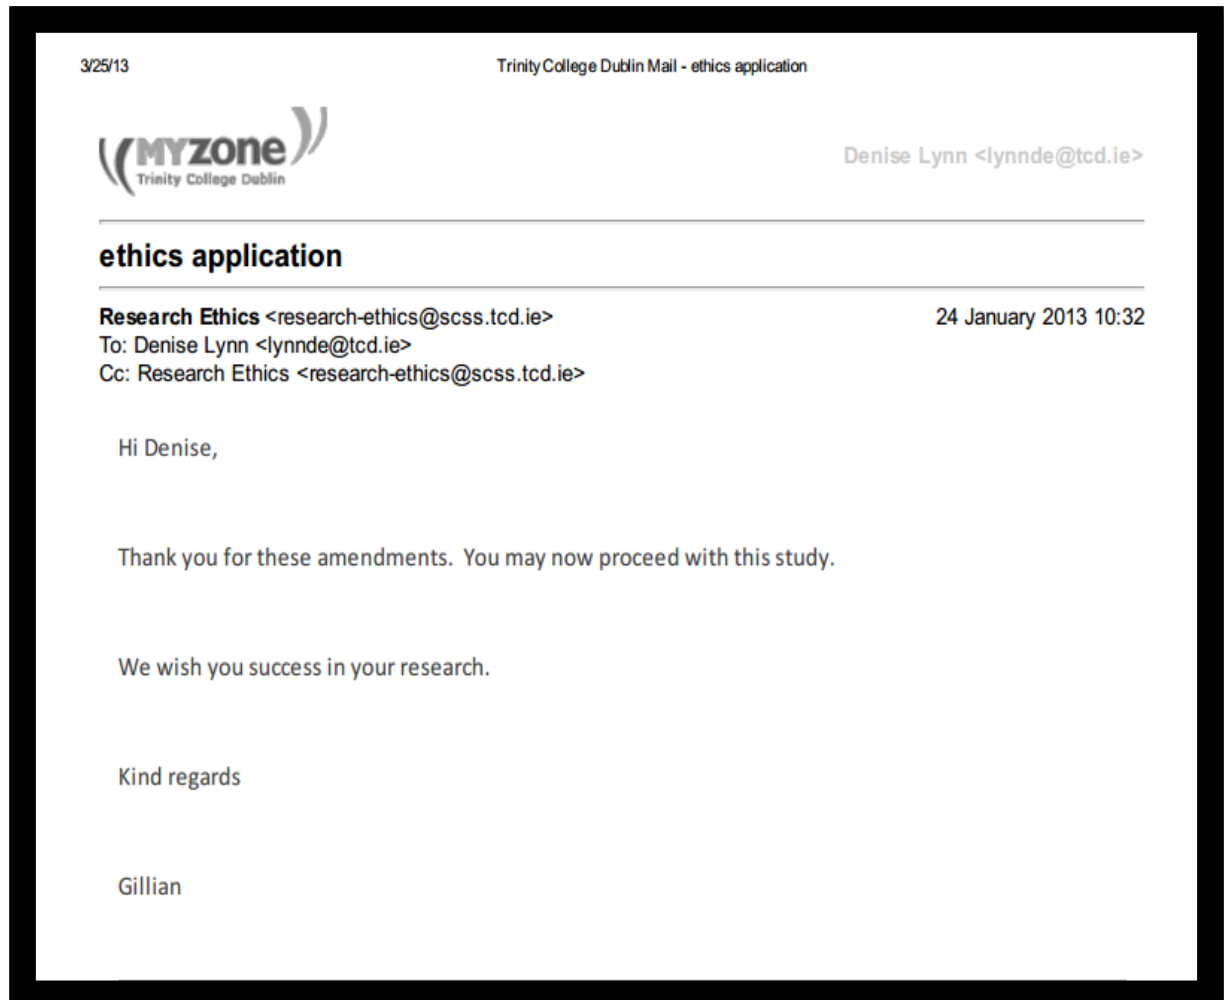 3/25/13 Trinity College Dublin Mail - ethics application
MYZONE
Trinity College Dublin
Denise Lynn <lynnde@tcd.ie>
ethics application
Research Ethics <research-ethics@scss.tcd.ie> 24 January 2013 10:32
To: Denise Lynn <lynnde@tcd.ie>
Cc: Research Ethics <research-ethics@scss.tcd.ie>
Hi Denise,
Thank you for these amendments. You may now proceed with this study.
We wish you success in your research.
Kind regards
Gillian